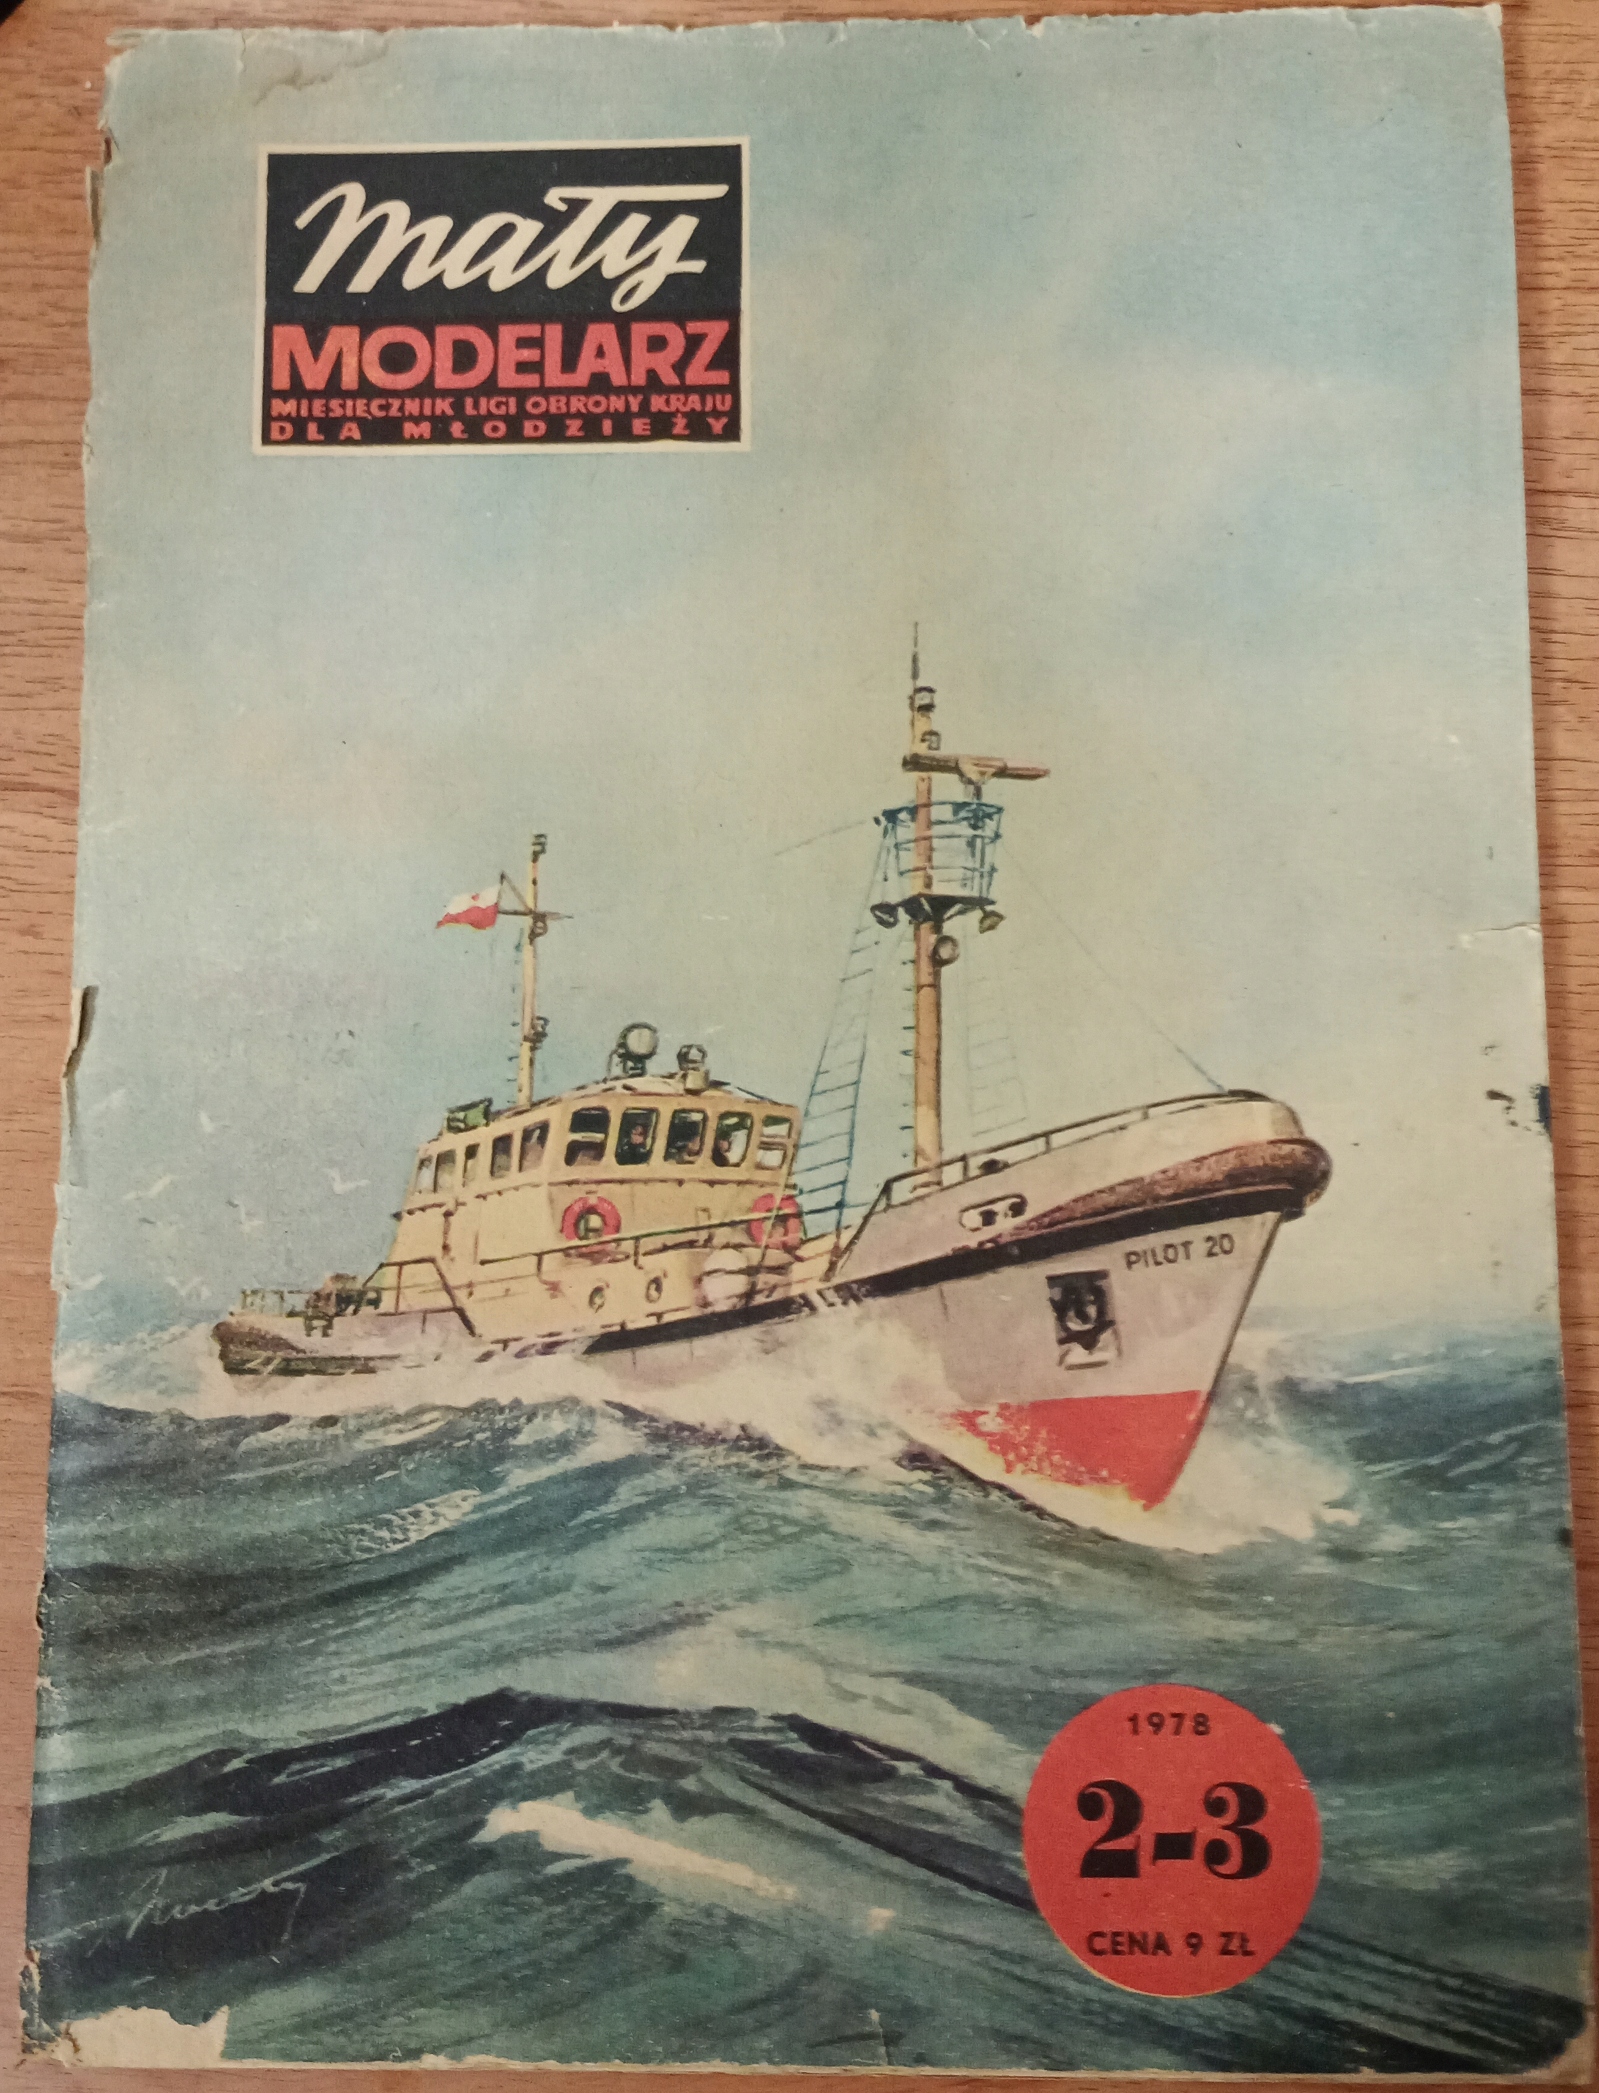 Mały
MODELARZ
MIESIĘCZNIK LIGI OBRONY KRAJU
DLA MŁODZIEŻY
PILOT 20
1978
2-3
CENA 9 ZŁ